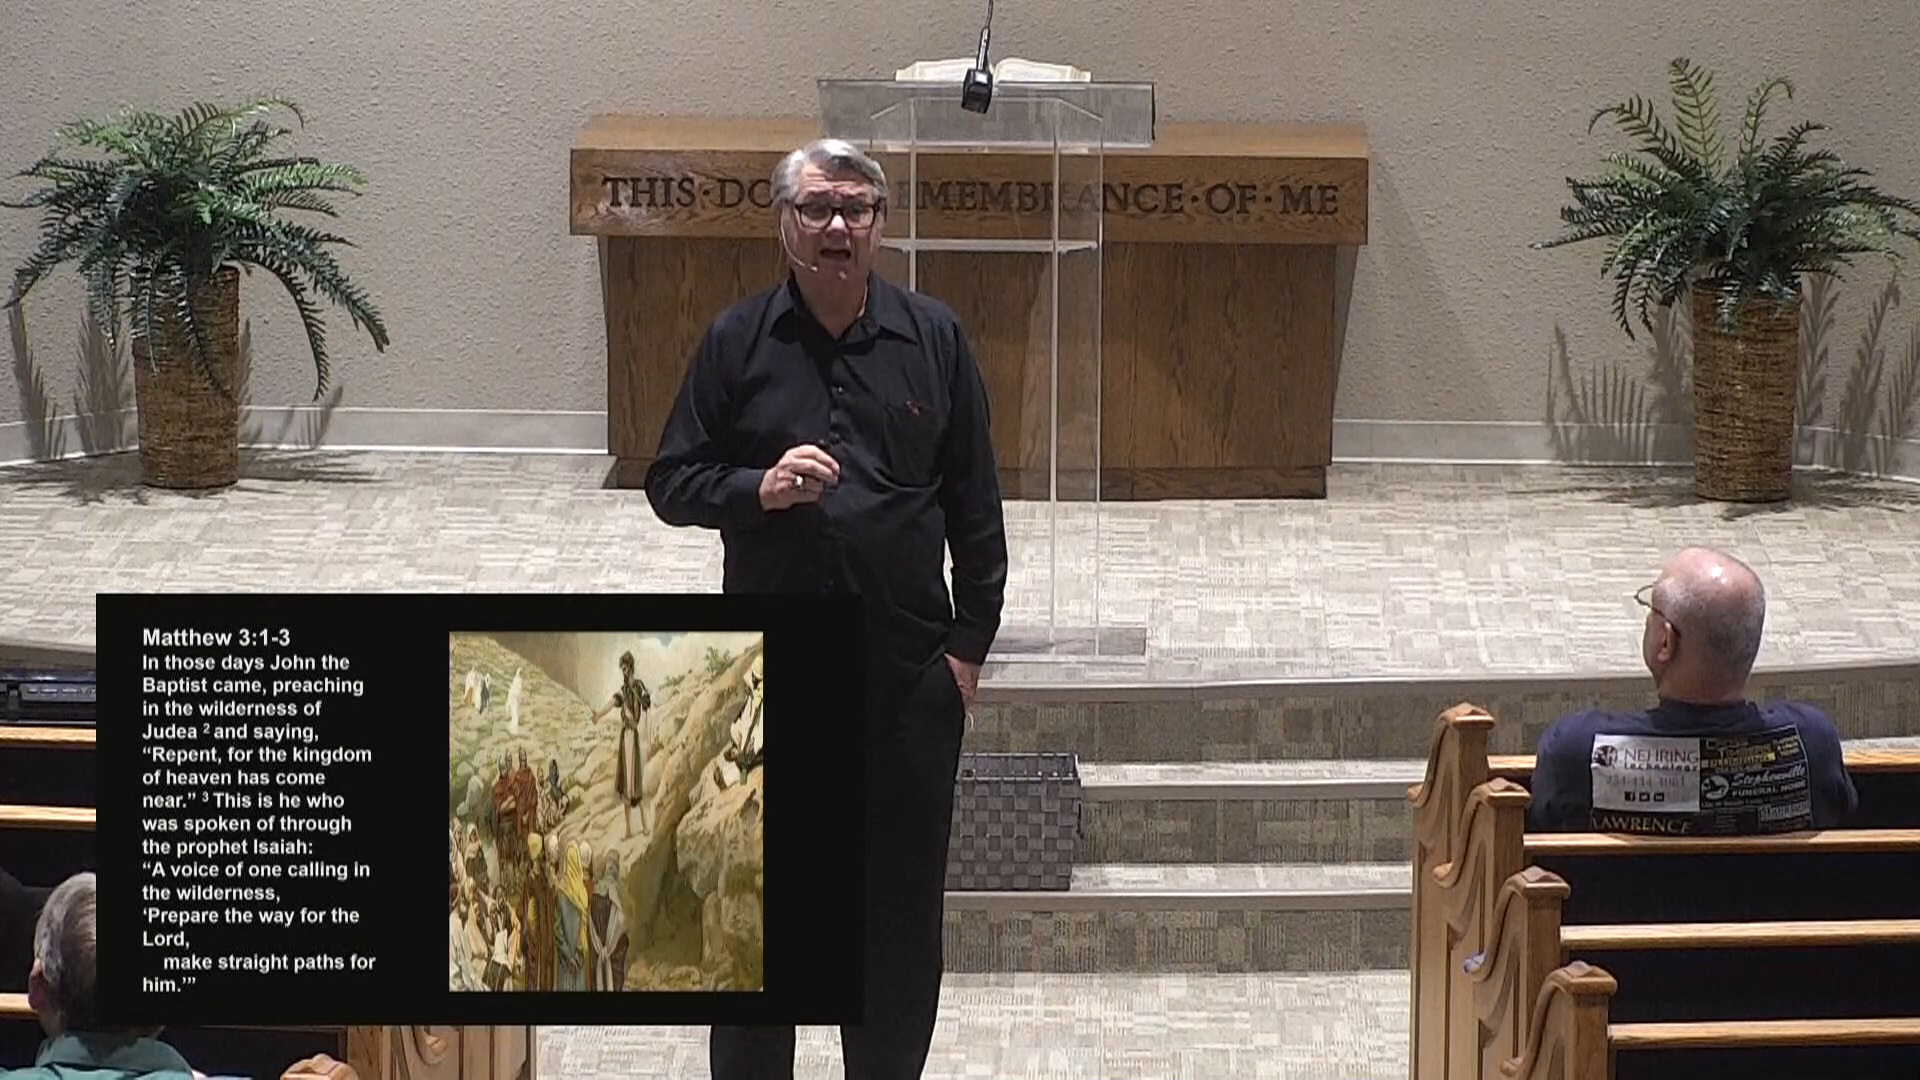 THIS·DO EMEMBRANCE·OF·ME
Matthew 3:1-3
In those days John the
Baptist came, preaching
in the wilderness of
Judea ² and saying,
“Repent, for the kingdom
of heaven has come
near.” ³ This is he who
was spoken of through
the prophet Isaiah:
“A voice of one calling in
the wilderness,
‘Prepare the way for the
Lord,
make straight paths for
him.’”
NEHRING
Stephenville
FUNERAL HOME
LAWRENCE